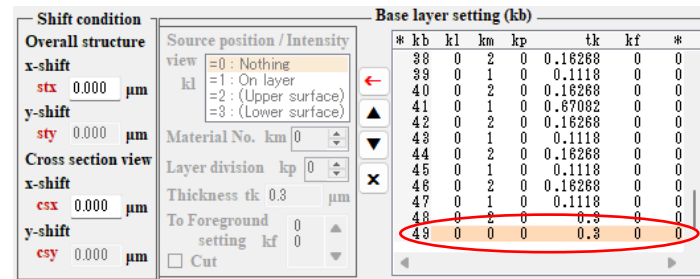 Shift condition
Overall structure
x-shift
stx 0.000 μm
y-shift
sty 0.000 μm
Cross section view
x-shift
csx 0.000 μm
y-shift
csy 0.000 μm
Base layer setting (kb)
Source position / Intensity
view =0 : Nothing
kl =1 : On layer
=2 : (Upper surface)
=3 : (Lower surface)
Material No. km 0
Layer division kp 0
Thickness tk 0.3 μm
To Foreground 0
setting kf 0
Cut
* kb kl km kp tk kf *
38 0 2 0 0.16268 0 0
39 0 1 0 0.1118 0 0
40 0 2 0 0.16268 0 0
41 0 1 0 0.67082 0 0
42 0 2 0 0.16268 0 0
43 0 1 0 0.1118 0 0
44 0 2 0 0.16268 0 0
45 0 1 0 0.1118 0 0
46 0 2 0 0.16268 0 0
47 0 1 0 0.1118 0 0
48 0 2 0 0.3 0 0
49 0 0 0 0.3 0 0